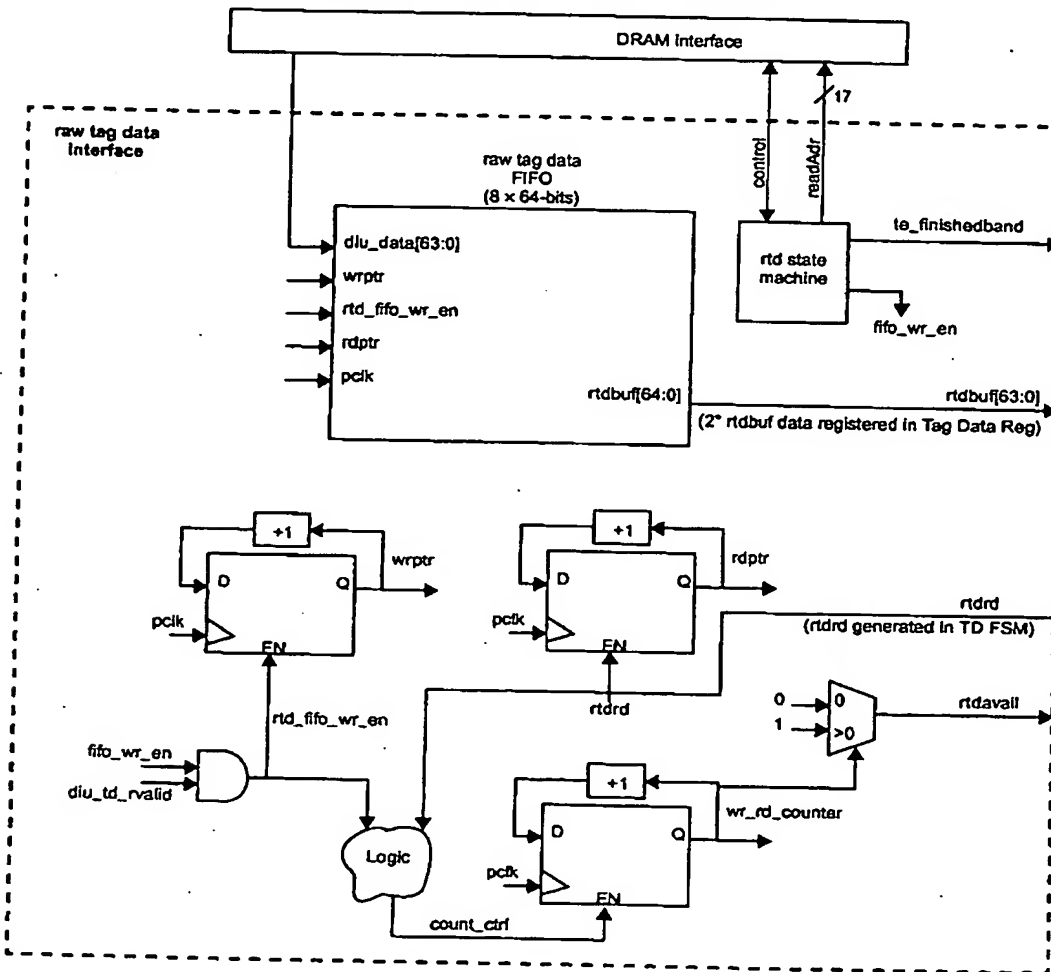 DRAM Interface
17
raw tag data
Interface
raw tag data
FIFO
(8 × 64-bits)
control
readAdr
diu_data[63:0]
wrptr
rtd_fifo_wr_en
rdptr
pclk
rtdbuf[64:0]
rtd state
machine
te_finishedband
fifo_wr_en
rtdbuf[63:0]
(2* rtdbuf data registered in Tag Data Reg)
+1
wrptr
D
Q
pclk
EN
+1
rdptr
D
Q
pclk
EN
rtdrd
(rtdrd generated in TD FSM)
rtdrd
rtd_fifo_wr_en
fifo_wr_en
diu_td_rvalid
0
0
1
>0
rtdavail
+1
wr_rd_counter
D
Q
pclk
EN
Logic
count_ctrl